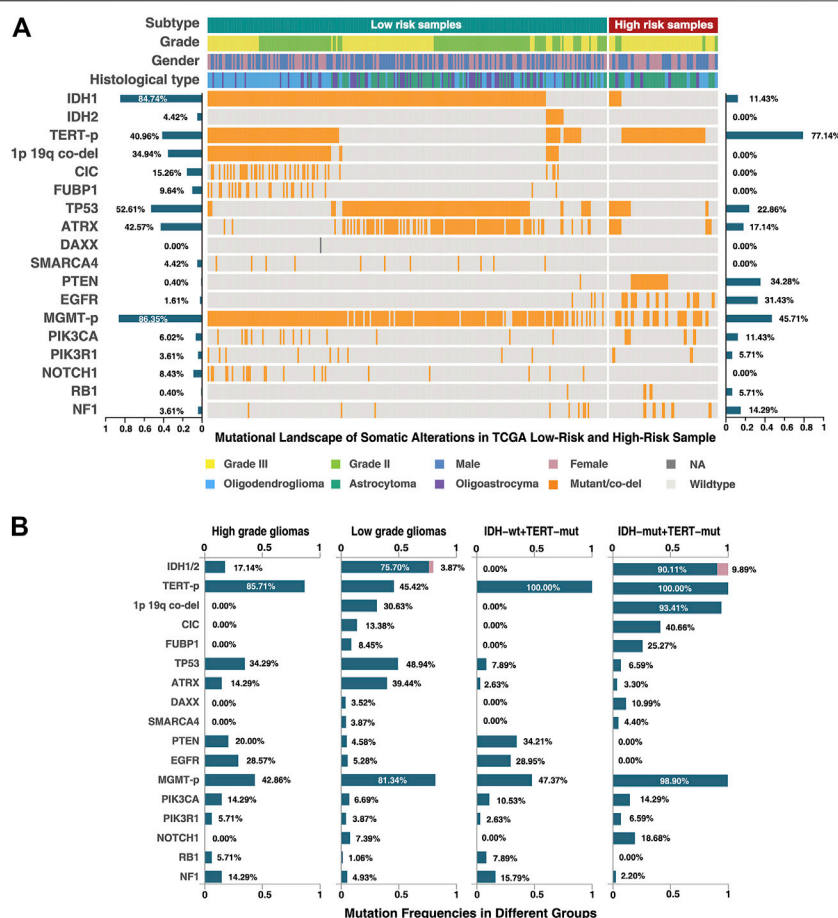 A
Subtype Low risk samples High risk samples
Grade
Gender
Histological type
IDH1 84.74% 11.43%
IDH2 4.42% 0.00%
TERT-p 40.96% 77.14%
1p 19q co-del 34.94% 0.00%
CIC 15.26% 0.00%
FUBP1 9.64% 0.00%
TP53 52.61% 22.86%
ATRX 42.57% 17.14%
DAXX 0.00% 0.00%
SMARCA4 4.42% 0.00%
PTEN 0.40% 34.28%
EGFR 1.61% 31.43%
MGMT-p 86.35% 45.71%
PIK3CA 6.02% 11.43%
PIK3R1 3.61% 5.71%
NOTCH1 8.43% 0.00%
RB1 0.40% 5.71%
NF1 3.61% 14.29%
1 0.8 0.6 0.4 0.2 0 0 0.2 0.4 0.6 0.8 1
Mutational Landscape of Somatic Alterations in TCGA Low-Risk and High-Risk Sample
Grade III Grade II Male Female NA
Oligodendroglioma Astrocytoma Oligoastrocyma Mutant/co-del Wildtype
B
High grade gliomas Low grade gliomas IDH-wt+TERT-mut IDH-mut+TERT-mut
0 0.5 1 0 0.5 1 0 0.5 1 0 0.5 1
IDH1/2 17.14% 75.70% 3.87% 0.00% 90.11% 9.89%
TERT-p 85.71% 45.42% 100.00% 100.00%
1p 19q co-del 0.00% 30.63% 0.00% 93.41%
CIC 0.00% 13.38% 0.00% 40.66%
FUBP1 0.00% 8.45% 0.00% 25.27%
TP53 34.29% 48.94% 7.89% 6.59%
ATRX 14.29% 39.44% 2.63% 3.30%
DAXX 0.00% 3.52% 0.00% 10.99%
SMARCA4 0.00% 3.87% 0.00% 4.40%
PTEN 20.00% 4.58% 34.21% 0.00%
EGFR 28.57% 5.28% 28.95% 0.00%
MGMT-p 42.86% 81.34% 47.37% 98.90%
PIK3CA 14.29% 6.69% 10.53% 14.29%
PIK3R1 5.71% 3.87% 2.63% 6.59%
NOTCH1 0.00% 7.39% 0.00% 18.68%
RB1 5.71% 1.06% 7.89% 0.00%
NF1 14.29% 4.93% 15.79% 2.20%
0 0.5 1 0 0.5 1 0 0.5 1 0 0.5 1
Mutation Frequencies in Different Groups